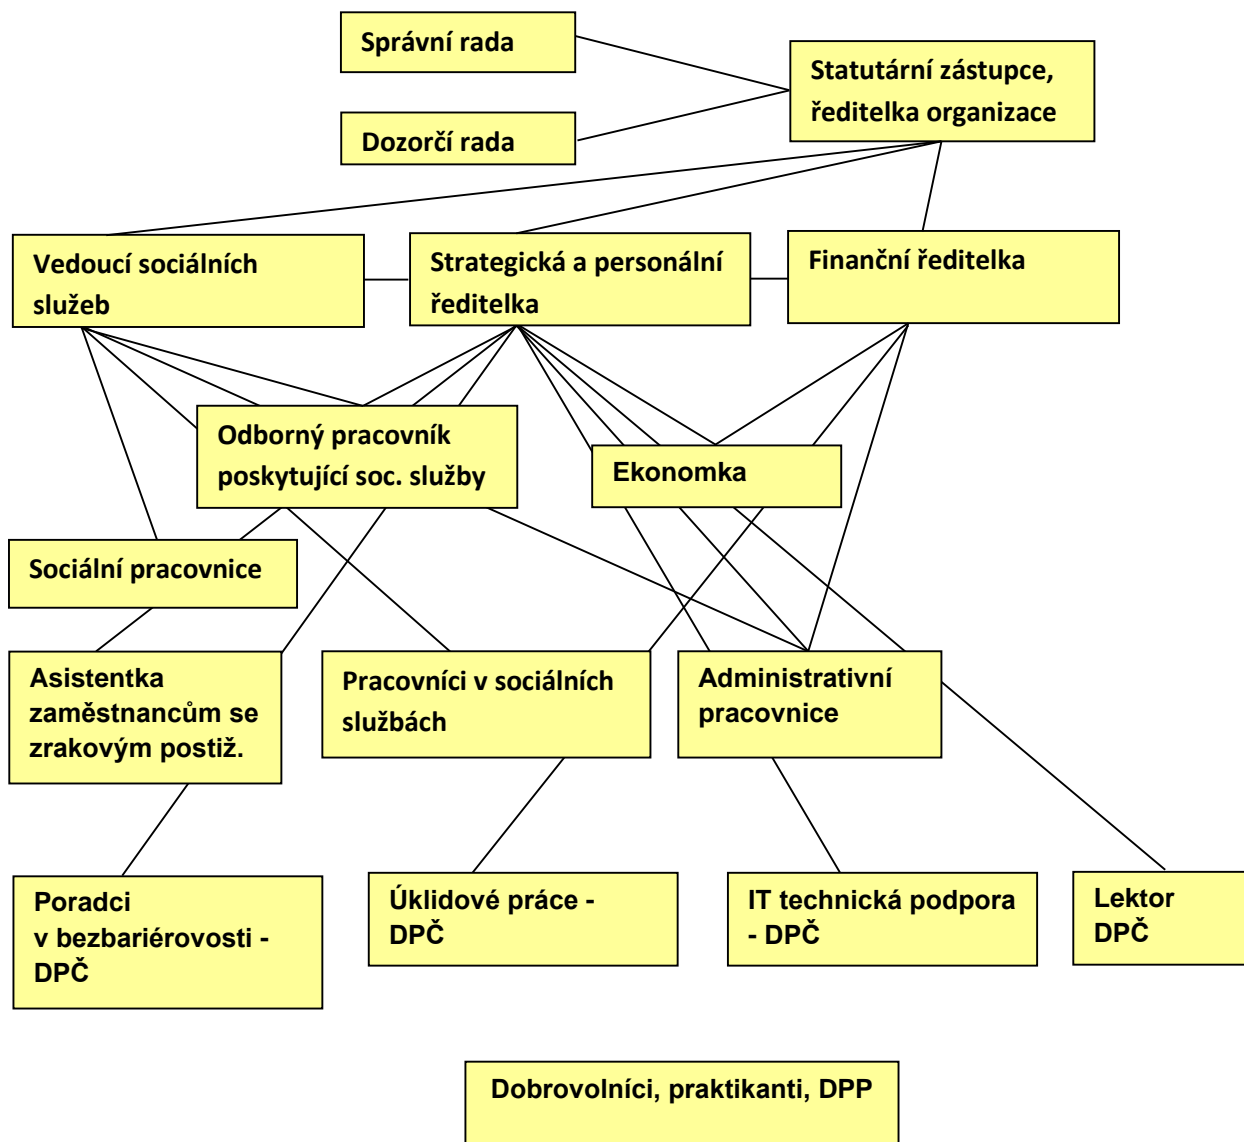 Správní rada
Statutární zástupce,
ředitelka organizace
Dozorčí rada
Vedoucí sociálních
služeb
Strategická a personální
ředitelka
Finanční ředitelka
Odborný pracovník
poskytující soc. služby
Ekonomka
Sociální pracovnice
Asistentka
zaměstnancům se
zrakovým postiž.
Pracovníci v sociálních
službách
Administrativní
pracovnice
Poradci
v bezbariérovosti -
DPČ
Úklidové práce -
DPČ
IT technická podpora
- DPČ
Lektor
DPČ
Dobrovolníci, praktikanti, DPP